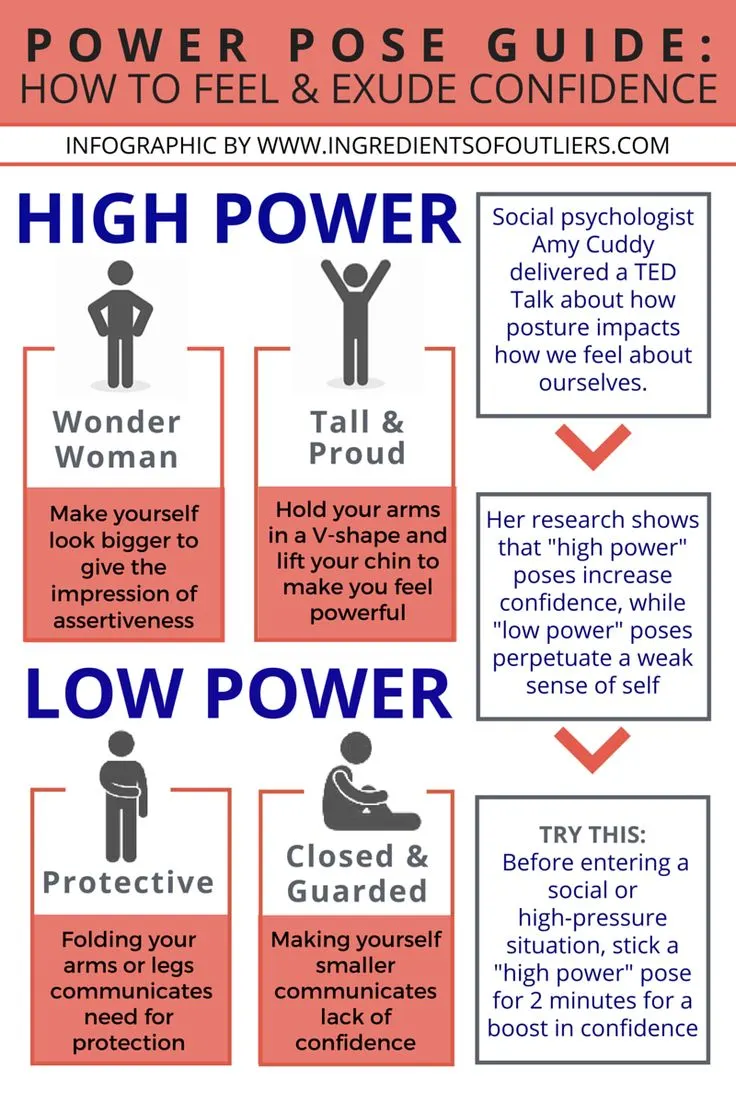 POWER POSE GUIDE:
HOW TO FEEL & EXUDE CONFIDENCE
INFOGRAPHIC BY WWW.INGREDIENTSOFOUTLIERS.COM
HIGH POWER
Wonder
Woman
Make yourself
look bigger to
give the
impression of
assertiveness
Tall &
Proud
Hold your arms
in a V-shape and
lift your chin to
make you feel
powerful
LOW POWER
Protective
Folding your
arms or legs
communicates
need for
protection
Closed &
Guarded
Making yourself
smaller
communicates
lack of
confidence
Social psychologist
Amy Cuddy
delivered a TED
Talk about how
posture impacts
how we feel about
ourselves.
Her research shows
that "high power"
poses increase
confidence, while
"low power" poses
perpetuate a weak
sense of self
TRY THIS:
Before entering a
social or
high-pressure
situation, stick a
"high power" pose
for 2 minutes for a
boost in confidence